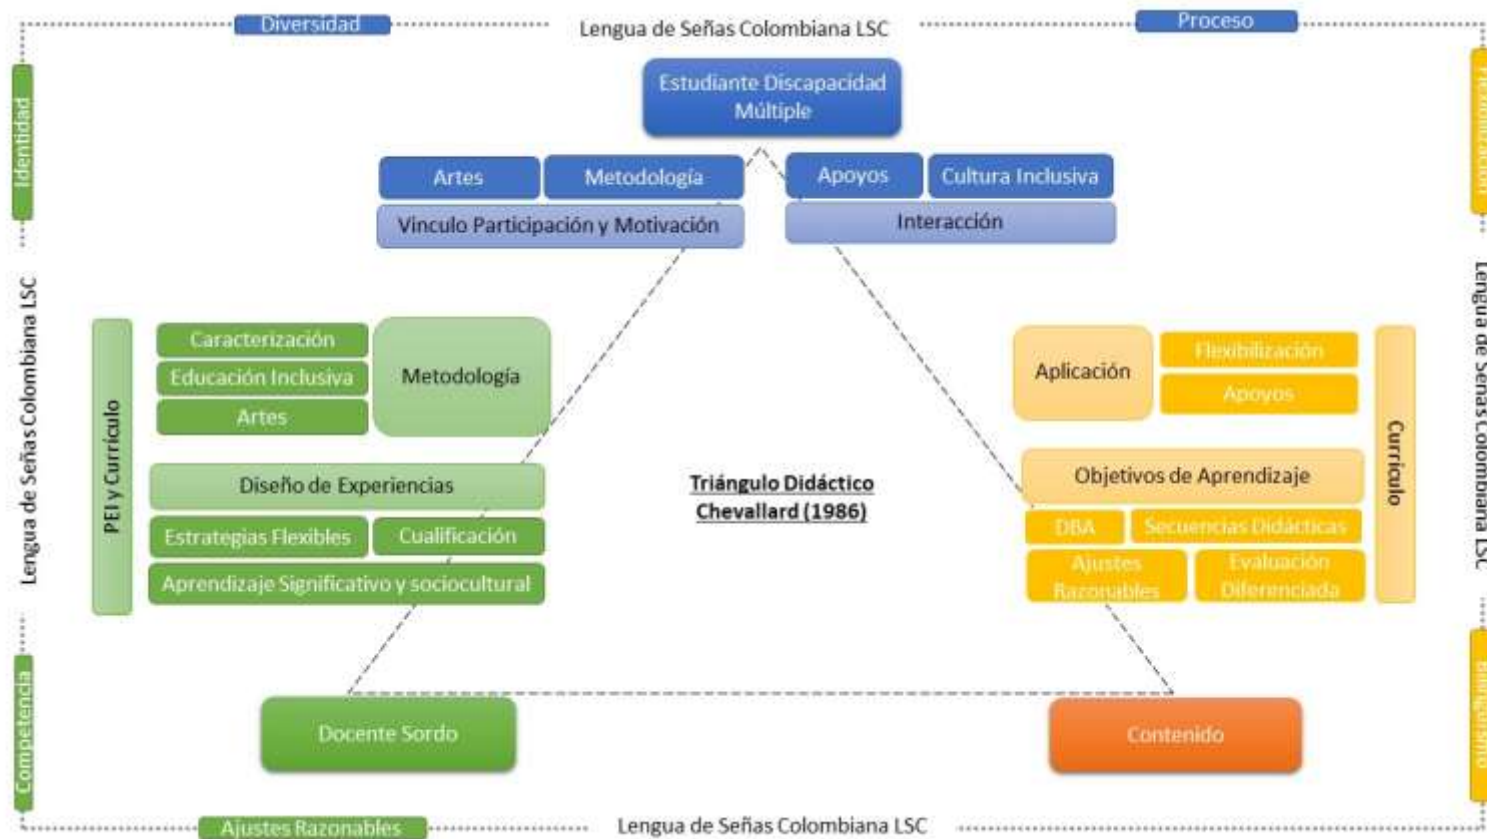 Diversidad
Lengua de Señas Colombiana LSC
Proceso
Identidad
Flexibilización
Estudiante Discapacidad
Múltiple
Artes
Metodología
Apoyos
Cultura Inclusiva
Vinculo Participación y Motivación
Interacción
Lengua de Señas Colombiana LSC
Lengua de Señas Colombiana LSC
PEI y Currículo
Caracterización
Educación Inclusiva
Artes
Metodología
Aplicación
Flexibilización
Apoyos
Currículo
Diseño de Experiencias
Estrategias Flexibles
Cualificación
Aprendizaje Significativo y sociocultural
Triángulo Didáctico
Chevallard (1986)
Objetivos de Aprendizaje
DBA
Secuencias Didácticas
Ajustes
Razonables
Evaluación
Diferenciada
Competencia
Bilingüismo
Docente Sordo
Contenido
Ajustes Razonables
Lengua de Señas Colombiana LSC